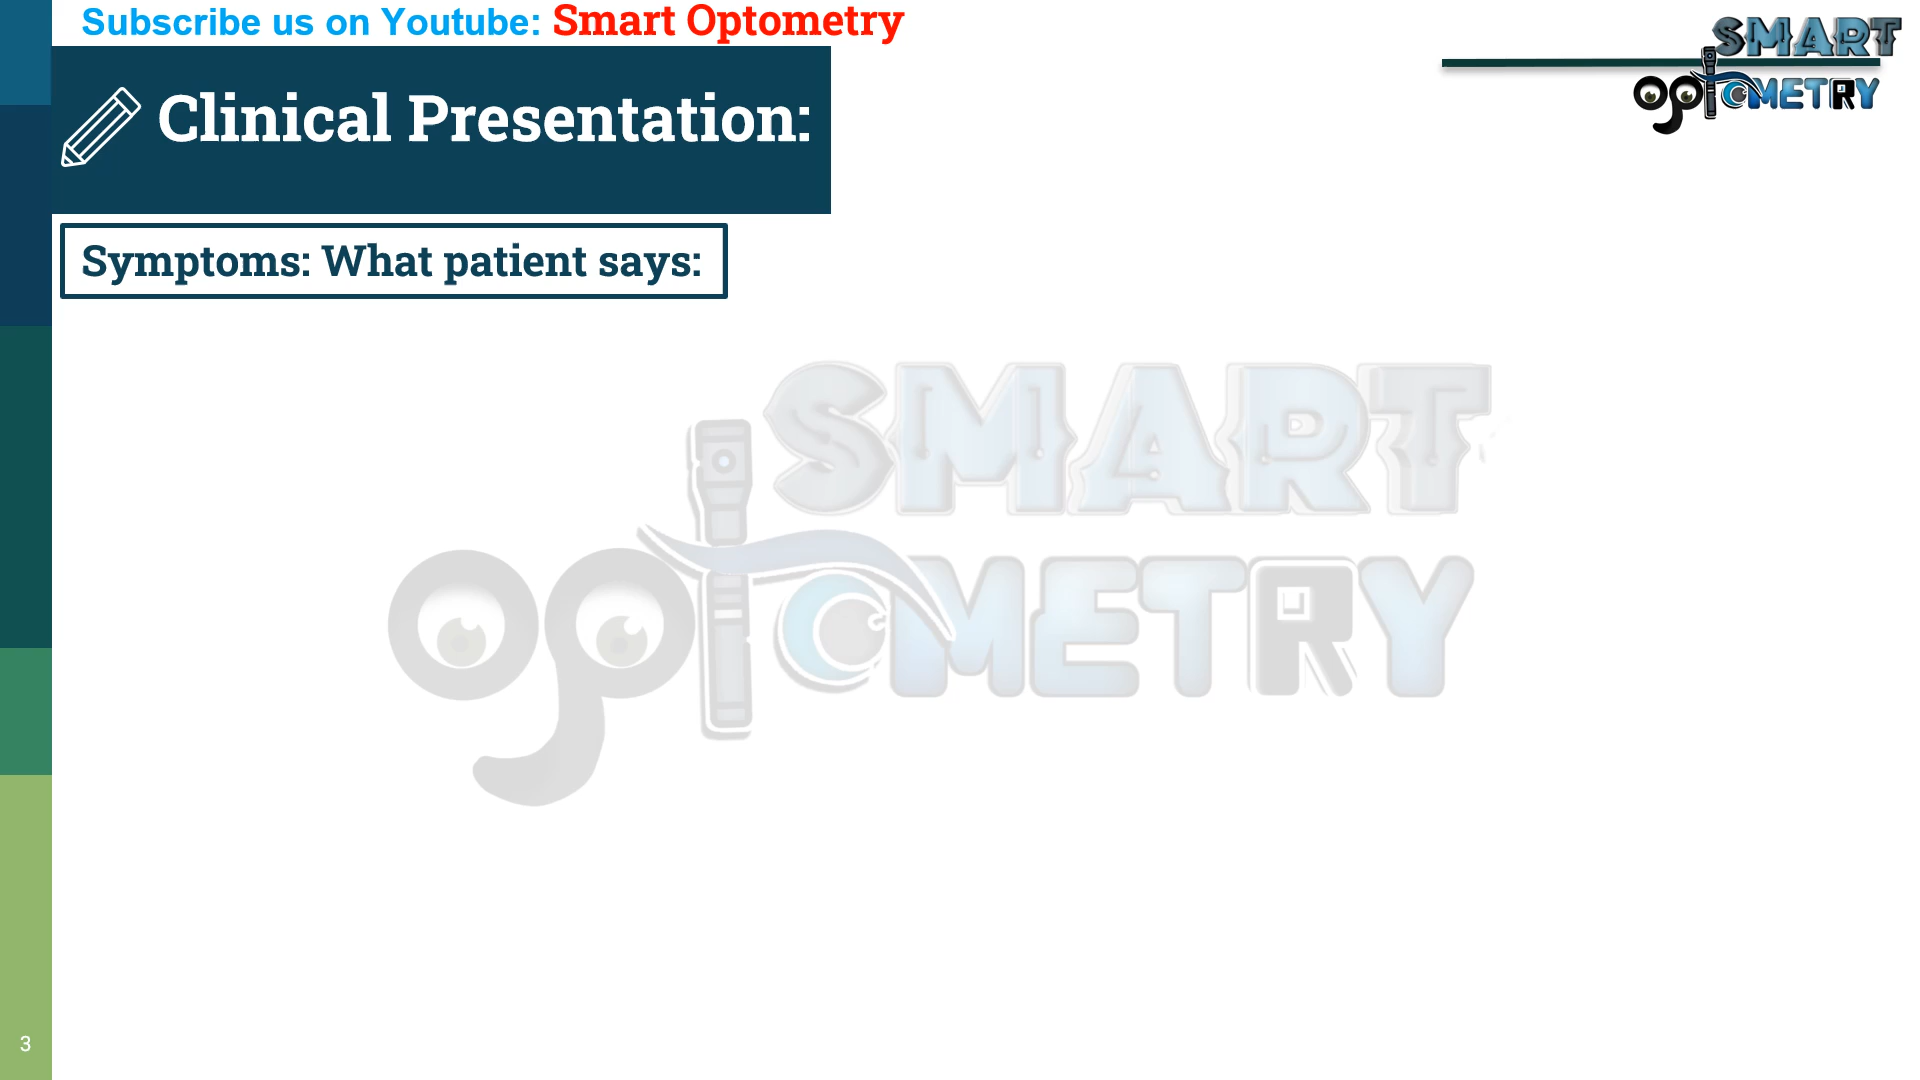 Subscribe us on Youtube: Smart Optometry
SMART
OptOMETRY
Clinical Presentation:
Symptoms: What patient says:
SMART
OptOMETRY
3